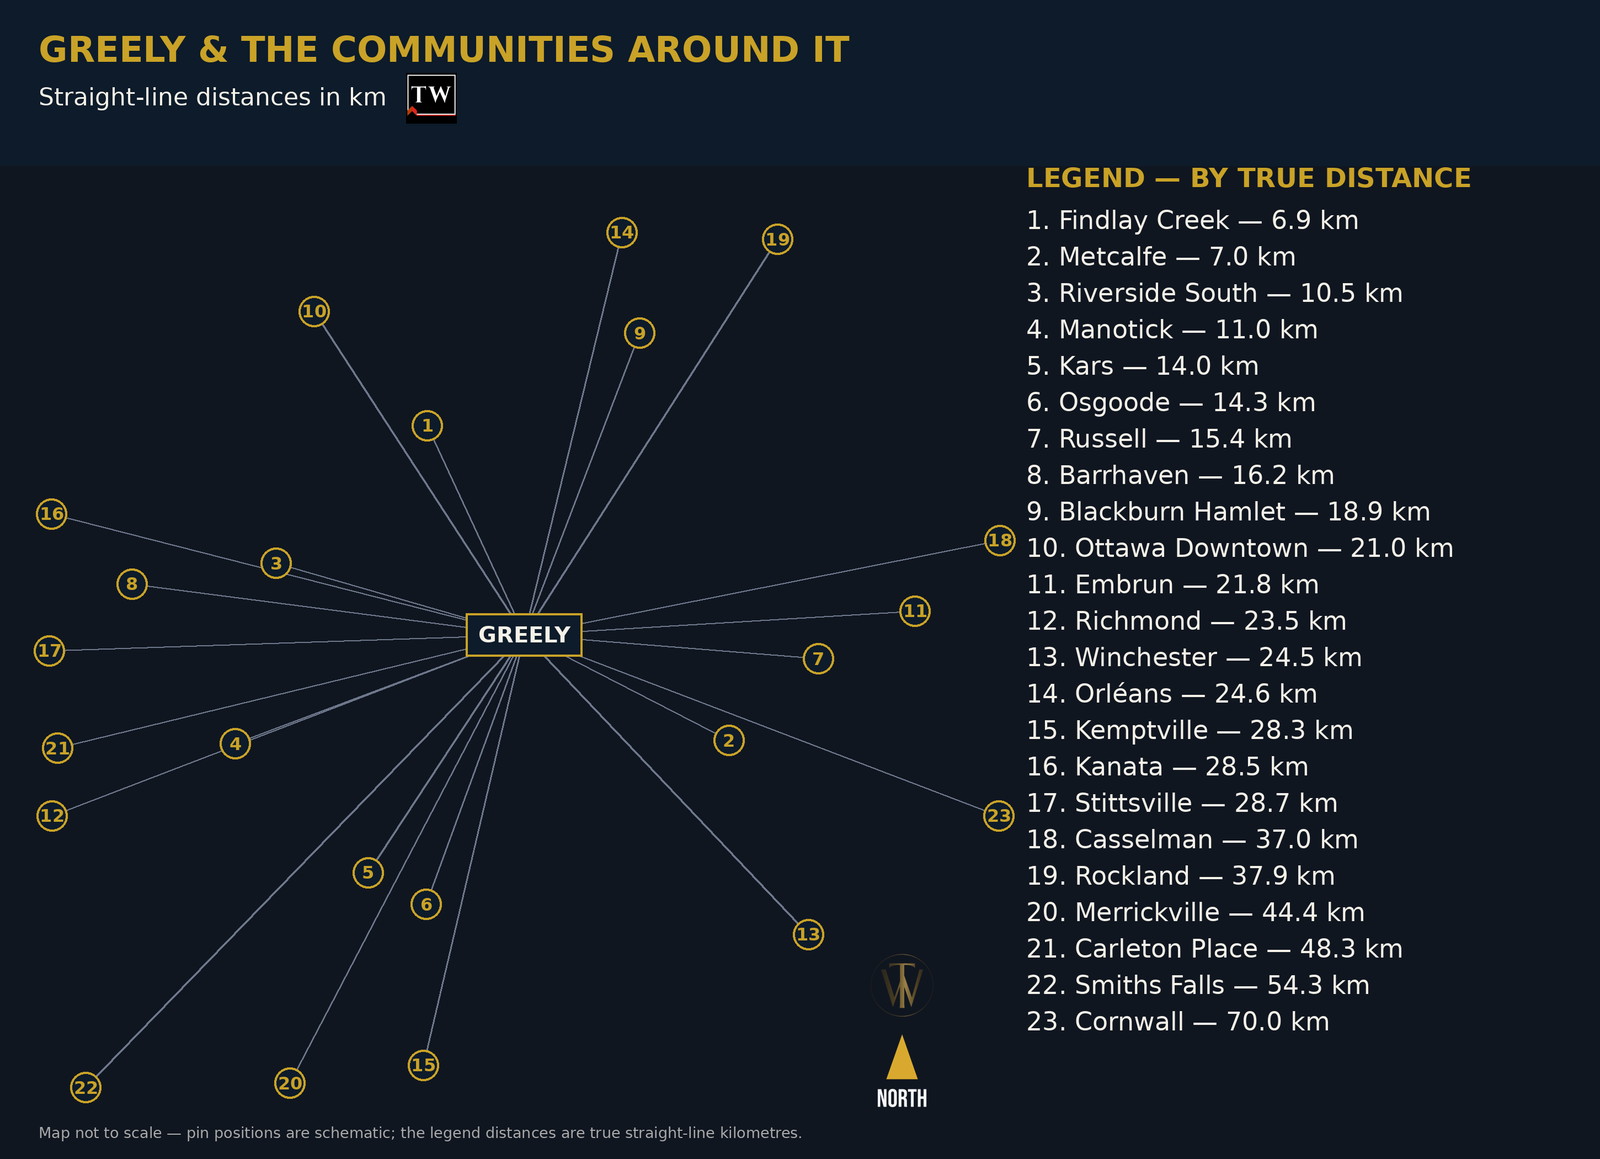 GREELY & THE COMMUNITIES AROUND IT
Straight-line distances in km
TW
LEGEND — BY TRUE DISTANCE
1. Findlay Creek — 6.9 km
2. Metcalfe — 7.0 km
3. Riverside South — 10.5 km
4. Manotick — 11.0 km
5. Kars — 14.0 km
6. Osgoode — 14.3 km
7. Russell — 15.4 km
8. Barrhaven — 16.2 km
9. Blackburn Hamlet — 18.9 km
10. Ottawa Downtown — 21.0 km
11. Embrun — 21.8 km
12. Richmond — 23.5 km
13. Winchester — 24.5 km
14. Orléans — 24.6 km
15. Kemptville — 28.3 km
16. Kanata — 28.5 km
17. Stittsville — 28.7 km
18. Casselman — 37.0 km
19. Rockland — 37.9 km
20. Merrickville — 44.4 km
21. Carleton Place — 48.3 km
22. Smiths Falls — 54.3 km
23. Cornwall — 70.0 km
14
19
10
9
1
16
18
3
8
11
GREELY
17
7
2
4
21
12
23
5
6
13
TW
15
20
22
NORTH
Map not to scale — pin positions are schematic; the legend distances are true straight-line kilometres.